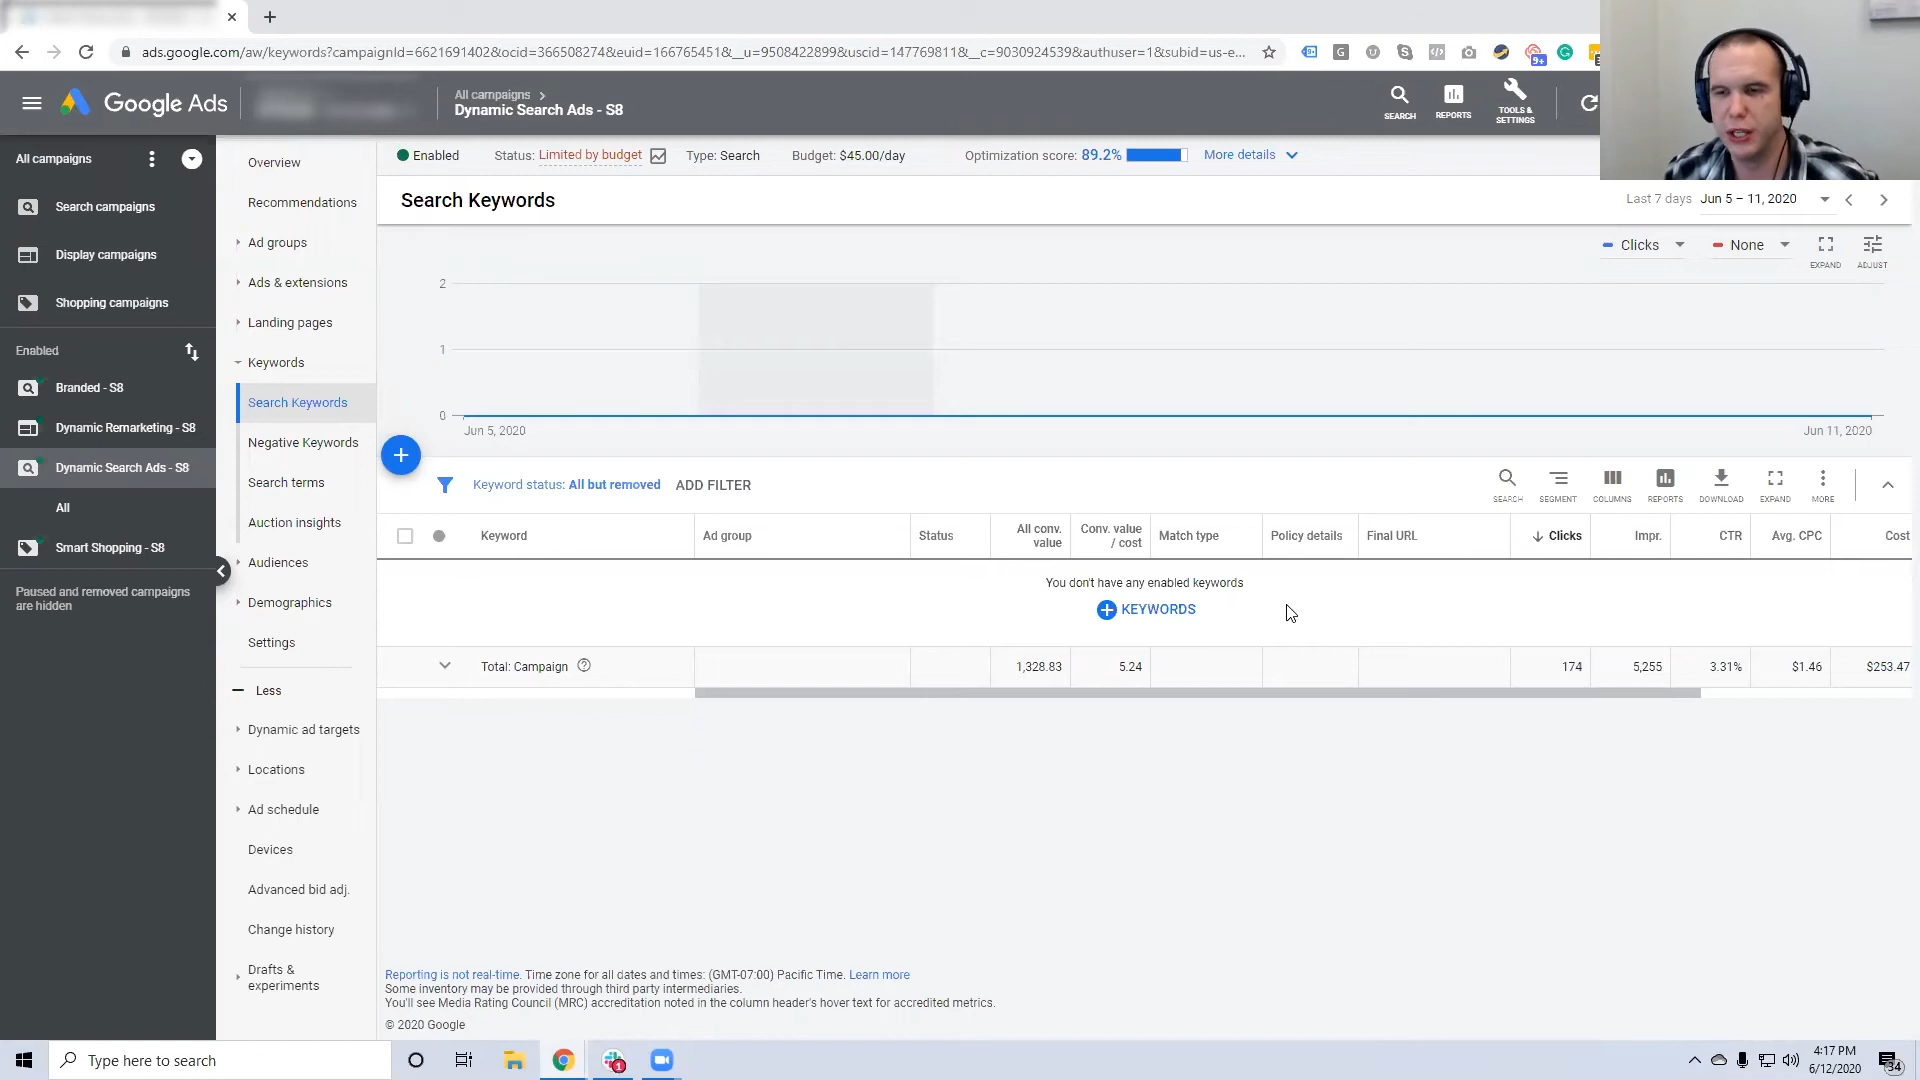 ads.google.com/aw/keywords?campaignId=6621691402&ocid=366508274&euid=166765451&__u=9508422899&uscid=147769811&__c=9030924539&authuser=1&subid=us-e...
9+
Google Ads
All campaigns
Dynamic Search Ads - S8
SEARCH
REPORTS
TOOLS &
SETTINGS
All campaigns
Search campaigns
Display campaigns
Shopping campaigns
Enabled
Branded - S8
Dynamic Remarketing - S8
Dynamic Search Ads - S8
All
Smart Shopping - S8
Paused and removed campaigns
are hidden
Overview
Recommendations
Ad groups
Ads & extensions
Landing pages
Keywords
Search Keywords
Negative Keywords
Search terms
Auction insights
Audiences
Demographics
Settings
Less
Dynamic ad targets
Locations
Ad schedule
Devices
Advanced bid adj.
Change history
Drafts &
experiments
Enabled Status: Limited by budget Type: Search Budget: $45.00/day Optimization score: 89.2% More details
Search Keywords
Last 7 days Jun 5 – 11, 2020
Clicks None
EXPAND ADJUST
2
1
0
Jun 5, 2020 Jun 11, 2020
Keyword status: All but removed ADD FILTER
SEARCH SEGMENT COLUMNS REPORTS DOWNLOAD EXPAND MORE
Keyword Ad group Status All conv. value Conv. value / cost Match type Policy details Final URL Clicks Impr. CTR Avg. CPC Cost
You don't have any enabled keywords
KEYWORDS
Total: Campaign 1,328.83 5.24 174 5,255 3.31% $1.46 $253.47
Reporting is not real-time. Time zone for all dates and times: (GMT-07:00) Pacific Time. Learn more
Some inventory may be provided through third party intermediaries.
You'll see Media Rating Council (MRC) accreditation noted in the column header's hover text for accredited metrics.
© 2020 Google
Type here to search
1
4:17 PM
6/12/2020
34